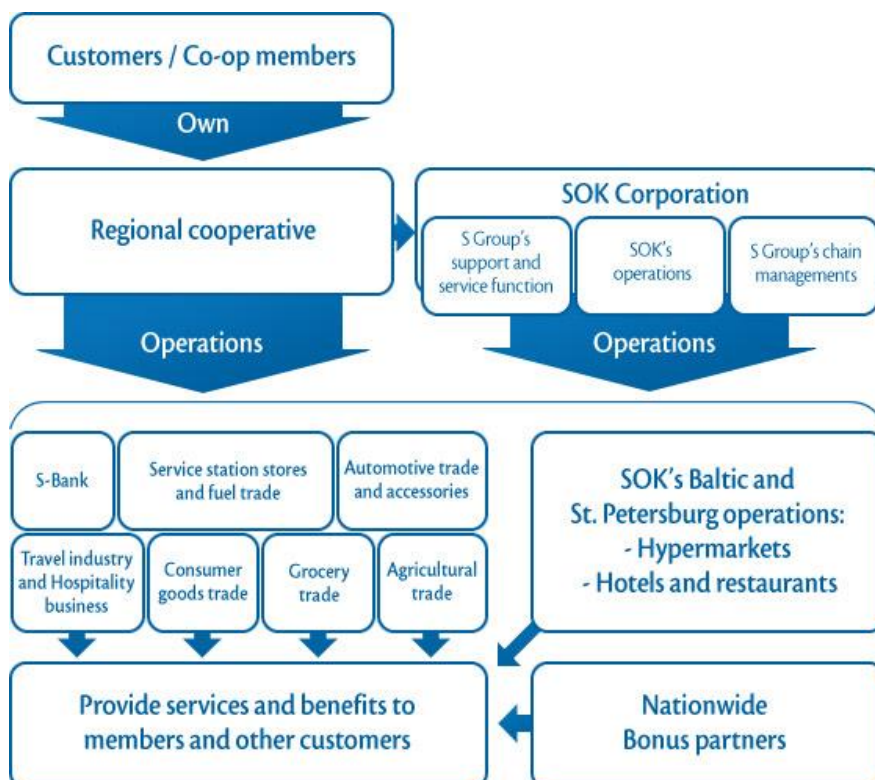 Customers / Co-op members
Own
Regional cooperative
SOK Corporation
S Group's
support and
service function
SOK's
operations
S Group's chain
managements
Operations
Operations
S-Bank
Service station stores
and fuel trade
Automotive trade
and accessories
Travel industry
and Hospitality
business
Consumer
goods trade
Grocery
trade
Agricultural
trade
SOK's Baltic and
St. Petersburg operations:
- Hypermarkets
- Hotels and restaurants
Provide services and benefits to
members and other customers
Nationwide
Bonus partners